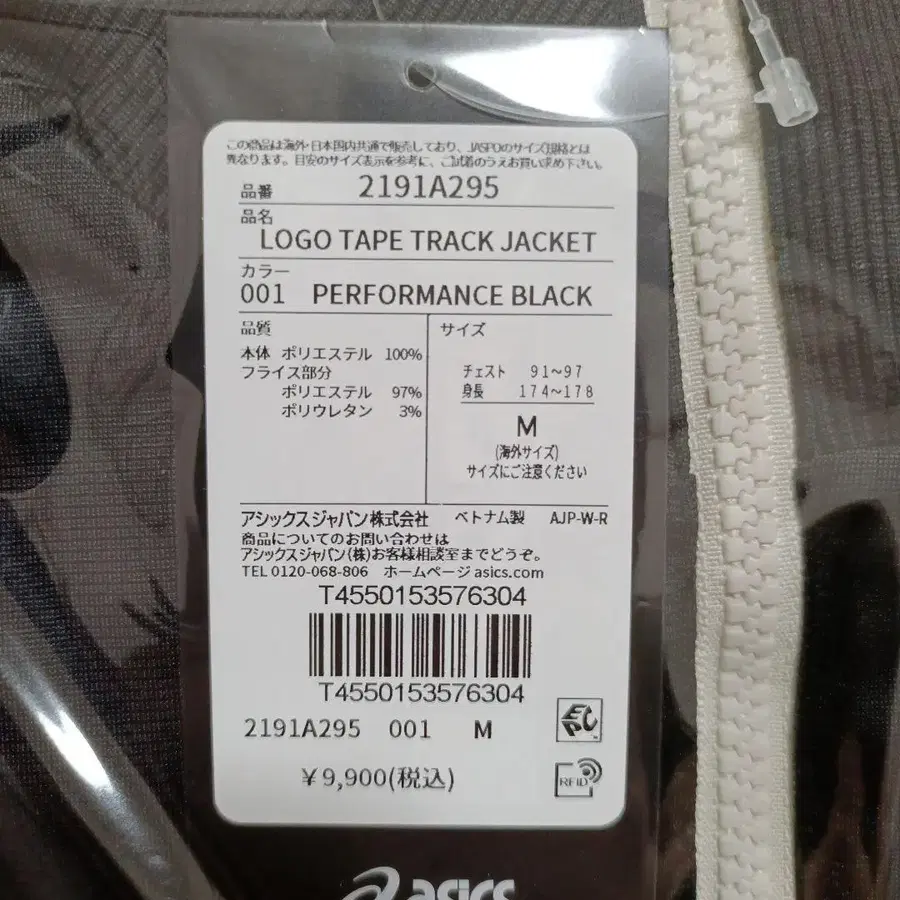 この商品は海外・日本国内共通で販売しており、JASPOのサイズ規格とは
異なります。目安のサイズ表示を参考に、ご試着のうえお買い求め下さい。
品番 2191A295
品名
LOGO TAPE TRACK JACKET
カラー
001 PERFORMANCE BLACK
品質
本体 ポリエステル 100%
フライス部分
ポリエステル 97%
ポリウレタン 3%
サイズ
チェスト 91〜97
身長 174〜178
M
(海外サイズ)
サイズにご注意ください
アシックスジャパン株式会社 ベトナム製 AJP-W-R
商品についてのお問い合わせは
アシックスジャパン(株)お客様相談室までどうぞ。
TEL 0120-068-806 ホームページ asics.com
T4550153576304
T4550153576304
2191A295 001 M
EPC
￥9,900(税込)
RFID
asics